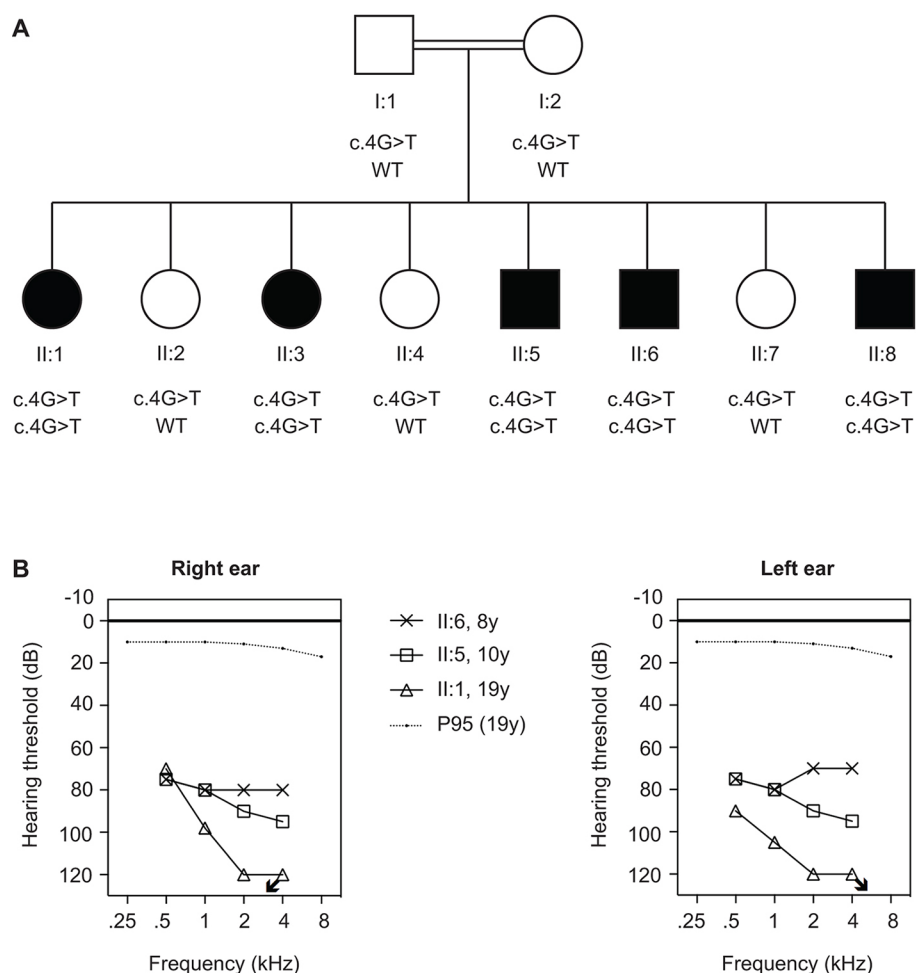 A
I:1 I:2
c.4G>T c.4G>T
WT WT
II:1 II:2 II:3 II:4 II:5 II:6 II:7 II:8
c.4G>T c.4G>T c.4G>T c.4G>T c.4G>T c.4G>T c.4G>T c.4G>T
c.4G>T WT c.4G>T WT c.4G>T c.4G>T WT c.4G>T
B
Right ear
Hearing threshold (dB)
-10
0
20
40
60
80
100
120
.25 .5 1 2 4 8
Frequency (kHz)
II:6, 8y
II:5, 10y
II:1, 19y
P95 (19y)
Left ear
Hearing threshold (dB)
-10
0
20
40
60
80
100
120
.25 .5 1 2 4 8
Frequency (kHz)